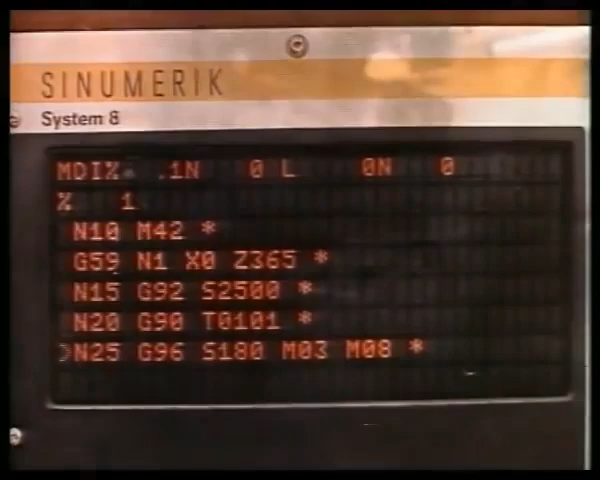 SINUMERIK
System 8
MDI% .1N 0 L 0N 0
% 1
N10 M42 *
G59 N1 X0 Z365 *
N15 G92 S2500 *
N20 G90 T0101 *
>N25 G96 S180 M03 M08 *